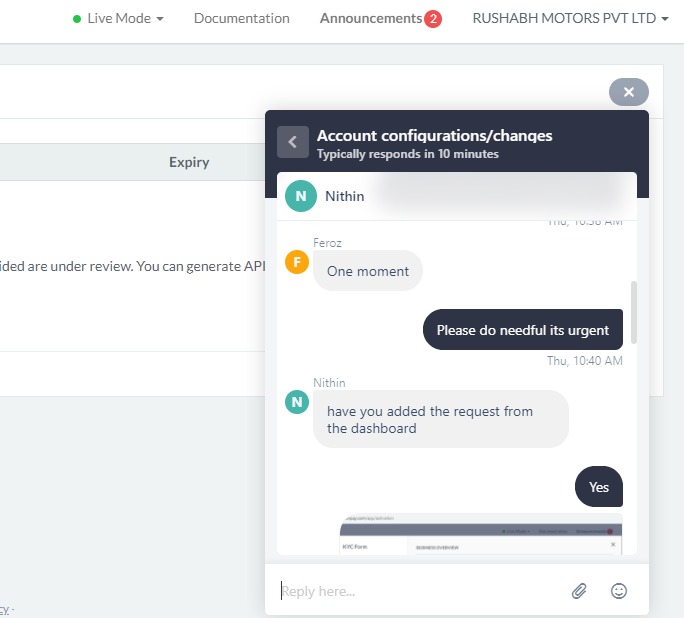 Live Mode
Documentation
Announcements 2
RUSHABH MOTORS PVT LTD
Expiry
ided are under review. You can generate API
Account configurations/changes
Typically responds in 10 minutes
N Nithin
Thu, 10:38 AM
Feroz
F
One moment
Please do needful its urgent
Thu, 10:40 AM
Nithin
N
have you added the request from
the dashboard
Yes
KYC Form
BUSINESS OVERVIEW
Reply here...
cy ·